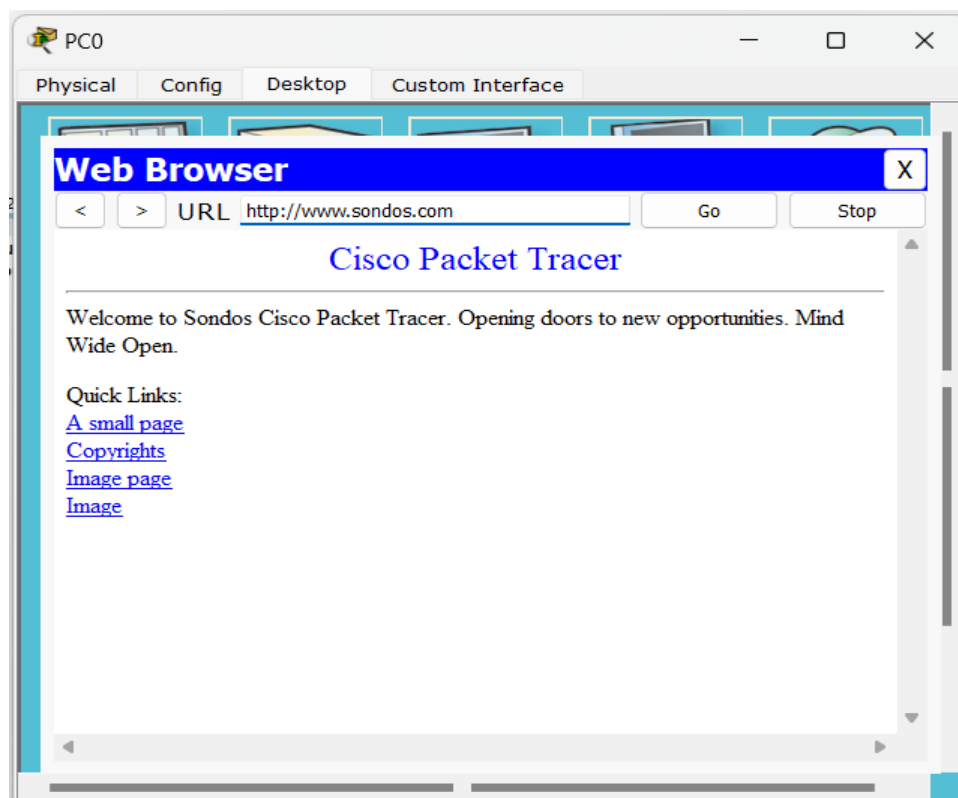 PC0
Physical Config Desktop Custom Interface
Web Browser X
< > URL http://www.sondos.com Go Stop
Cisco Packet Tracer
Welcome to Sondos Cisco Packet Tracer. Opening doors to new opportunities. Mind
Wide Open.
Quick Links:
A small page
Copyrights
Image page
Image